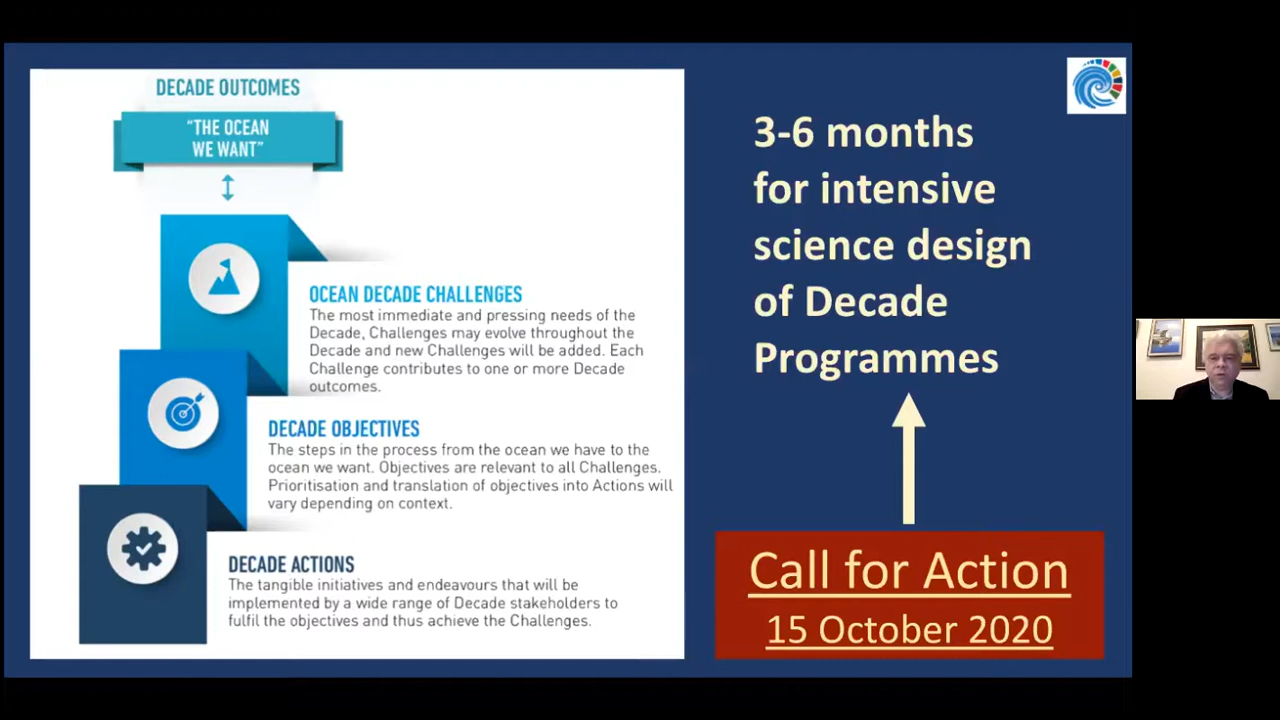 DECADE OUTCOMES
"THE OCEAN
WE WANT"
OCEAN DECADE CHALLENGES
The most immediate and pressing needs of the
Decade, Challenges may evolve throughout the
Decade and new Challenges will be added. Each
Challenge contributes to one or more Decade
outcomes.
DECADE OBJECTIVES
The steps in the process from the ocean we have to the
ocean we want. Objectives are relevant to all Challenges.
Prioritisation and translation of objectives into Actions will
vary depending on context.
DECADE ACTIONS
The tangible initiatives and endeavours that will be
implemented by a wide range of Decade stakeholders to
fulfil the objectives and thus achieve the Challenges.
3-6 months
for intensive
science design
of Decade
Programmes
Call for Action
15 October 2020